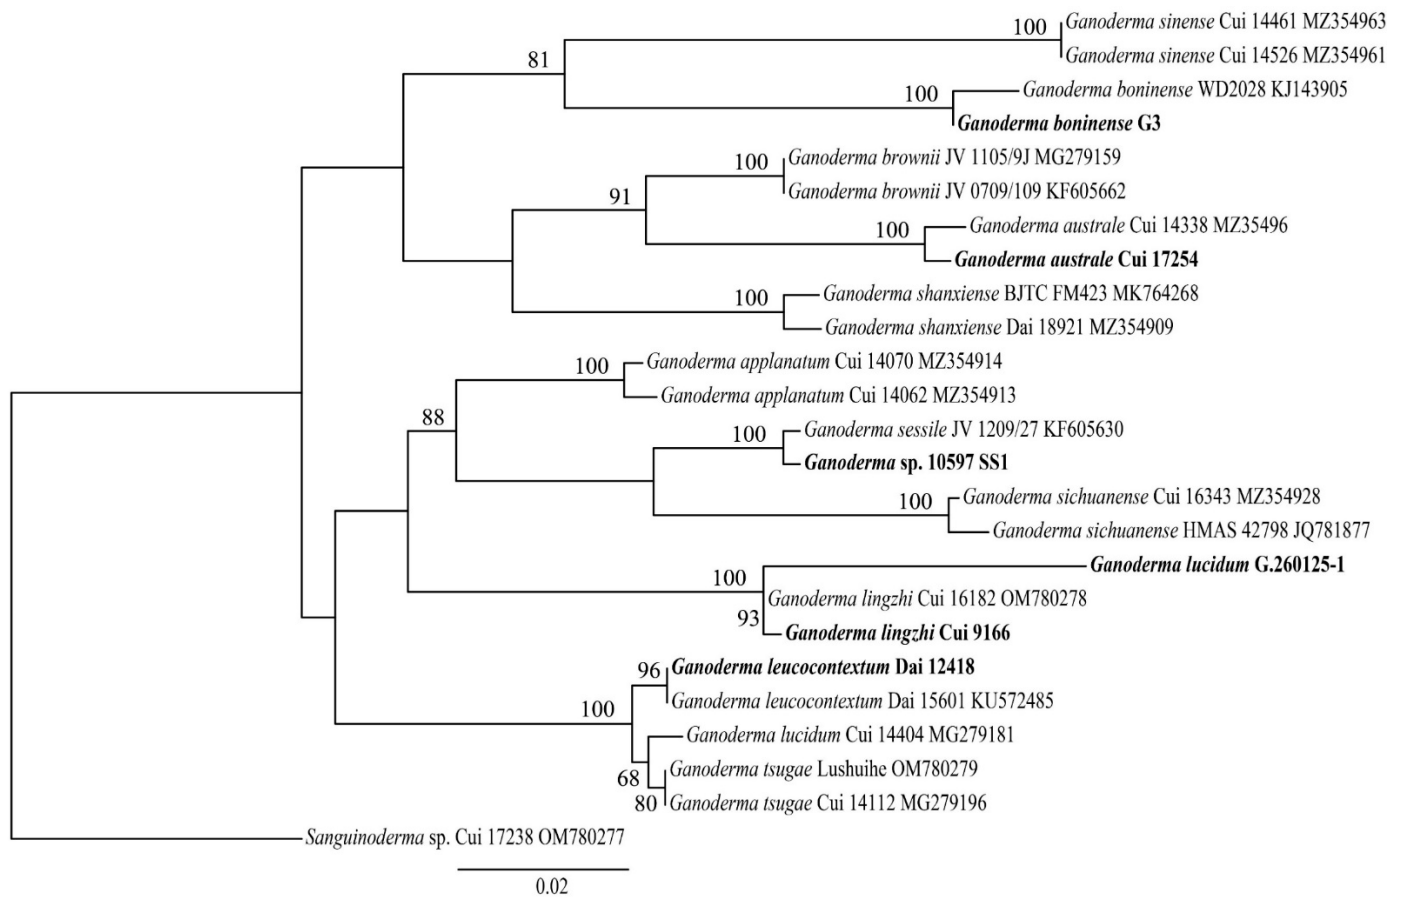 100 Ganoderma sinense Cui 14461 MZ354963
Ganoderma sinense Cui 14526 MZ354961
81
100 Ganoderma boninense WD2028 KJ143905
Ganoderma boninense G3
100 Ganoderma brownii JV 1105/9J MG279159
Ganoderma brownii JV 0709/109 KF605662
91
100 Ganoderma australe Cui 14338 MZ35496
Ganoderma australe Cui 17254
100 Ganoderma shanxiense BJTC FM423 MK764268
Ganoderma shanxiense Dai 18921 MZ354909
100 Ganoderma applanatum Cui 14070 MZ354914
Ganoderma applanatum Cui 14062 MZ354913
88
100 Ganoderma sessile JV 1209/27 KF605630
Ganoderma sp. 10597 SS1
100 Ganoderma sichuanense Cui 16343 MZ354928
Ganoderma sichuanense HMAS 42798 JQ781877
Ganoderma lucidum G.260125-1
100
Ganoderma lingzhi Cui 16182 OM780278
93
Ganoderma lingzhi Cui 9166
96 Ganoderma leucocontextum Dai 12418
Ganoderma leucocontextum Dai 15601 KU572485
100
Ganoderma lucidum Cui 14404 MG279181
Ganoderma tsugae Lushuihe OM780279
68
80 Ganoderma tsugae Cui 14112 MG279196
Sanguinoderma sp. Cui 17238 OM780277
0.02